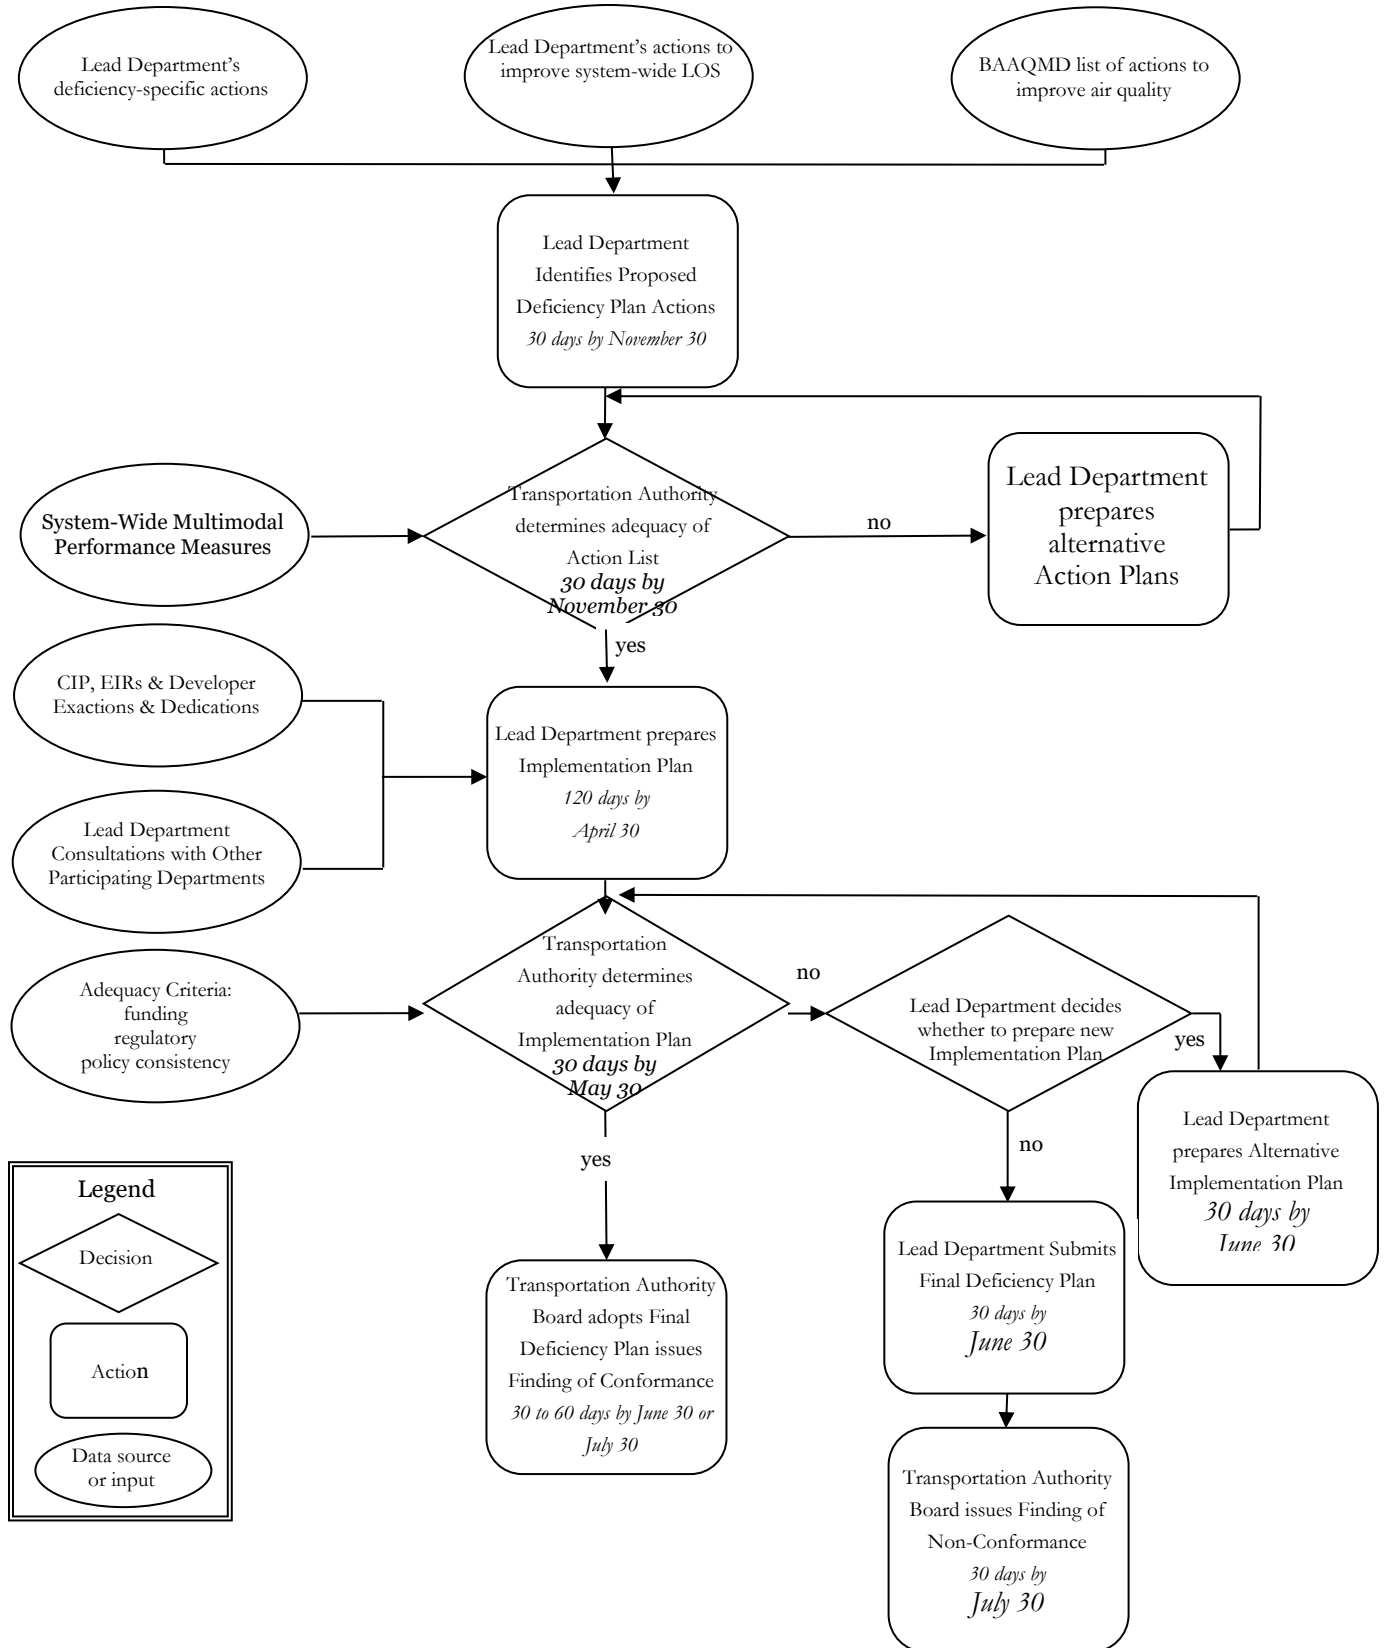 Lead Department's
deficiency-specific actions
Lead Department's actions to
improve system-wide LOS
BAAQMD list of actions to
improve air quality
Lead Department
Identifies Proposed
Deficiency Plan Actions
30 days by November 30
System-Wide Multimodal
Performance Measures
Transportation Authority
determines adequacy of
Action List
30 days by
November 30
no
Lead Department
prepares
alternative
Action Plans
yes
CIP, EIRs & Developer
Exactions & Dedications
Lead Department prepares
Implementation Plan
120 days by
April 30
Lead Department
Consultations with Other
Participating Departments
Adequacy Criteria:
funding
regulatory
policy consistency
Transportation
Authority determines
adequacy of
Implementation Plan
30 days by
May 30
no
Lead Department decides
whether to prepare new
Implementation Plan
yes
Lead Department
prepares Alternative
Implementation Plan
30 days by
June 30
yes
no
Transportation Authority
Board adopts Final
Deficiency Plan issues
Finding of Conformance
30 to 60 days by June 30 or
July 30
Lead Department Submits
Final Deficiency Plan
30 days by
June 30
Transportation Authority
Board issues Finding of
Non-Conformance
30 days by
July 30
Legend
Decision
Action
Data source
or input